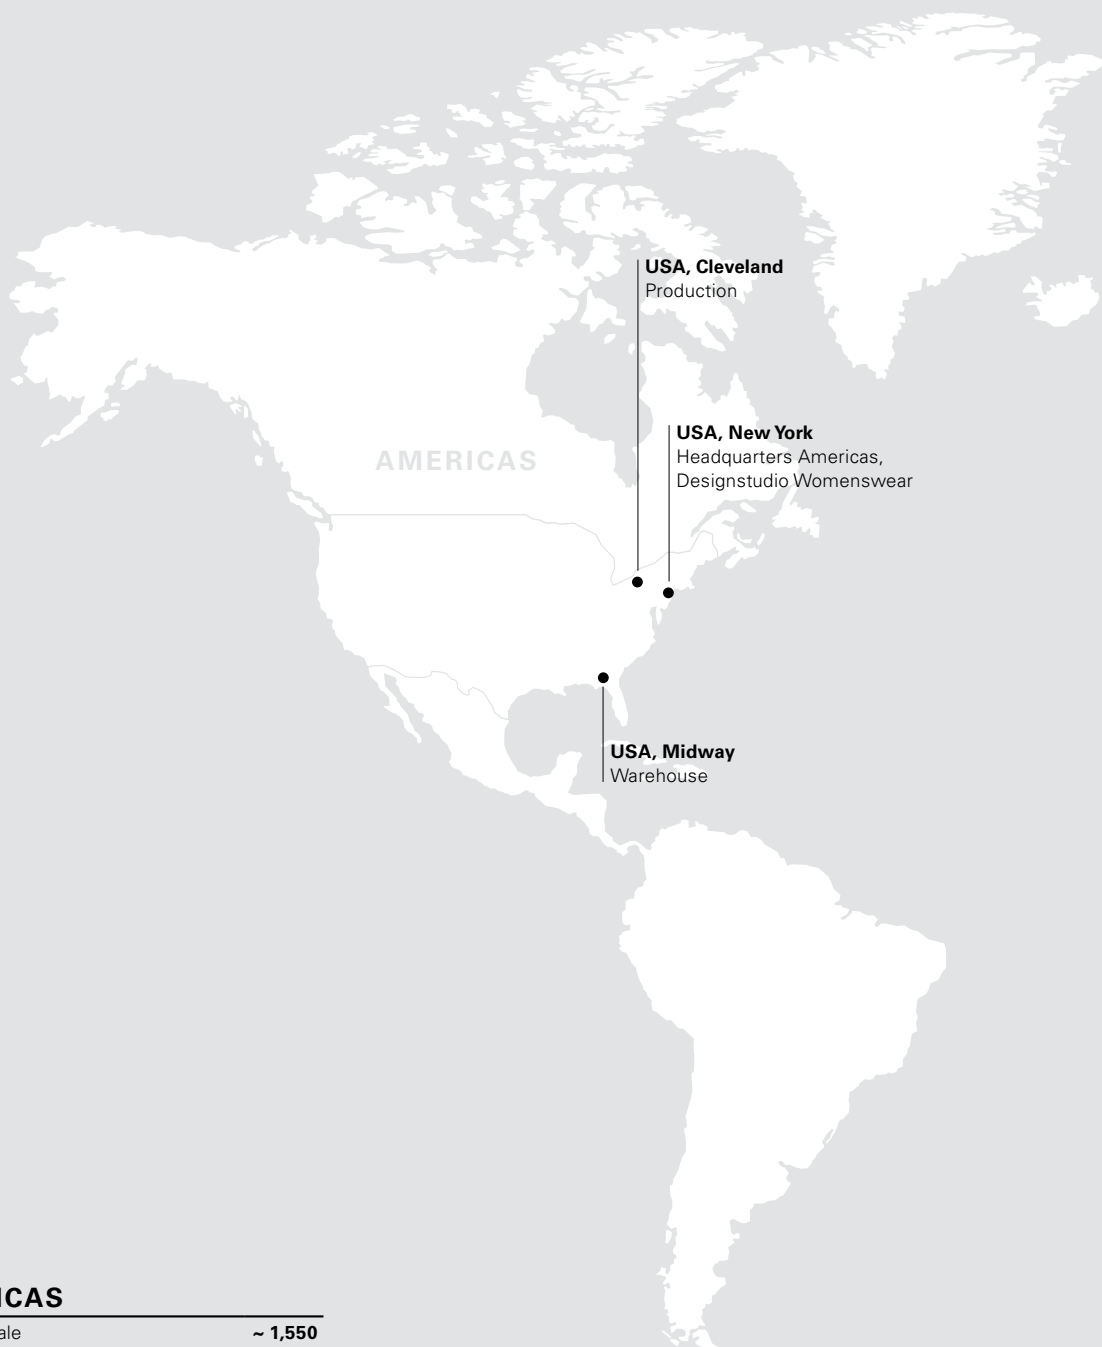 USA, Cleveland
Production
USA, New York
Headquarters Americas,
Designstudio Womenswear
AMERICAS
USA, Midway
Warehouse
ICAS
ale ~ 1,550